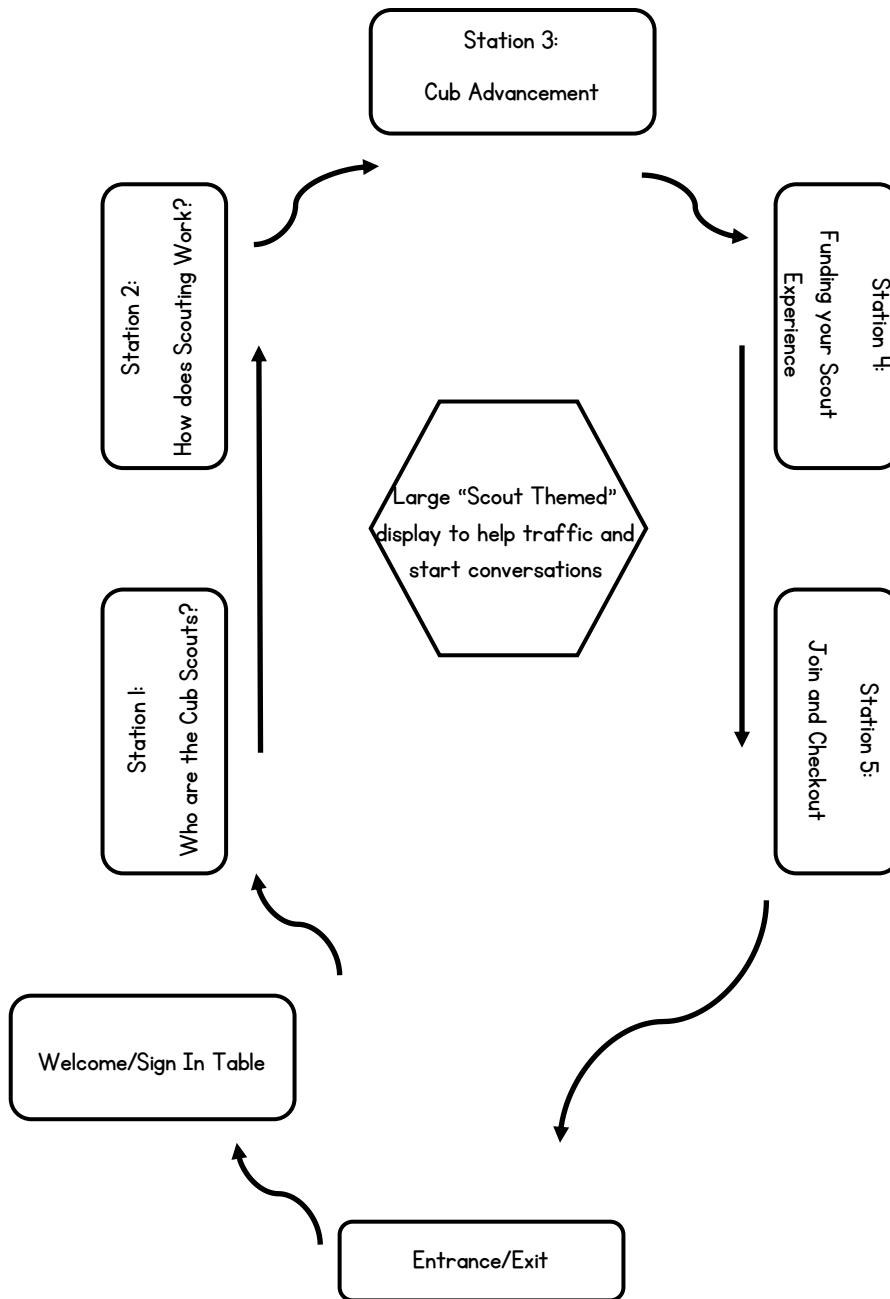 Station 3:
Cub Advancement
Station 2:
How does Scouting Work?
Station 4:
Funding your Scout
Experience
Large “Scout Themed”
display to help traffic and
start conversations
Station 1:
Who are the Cub Scouts?
Station 5:
Join and Checkout
Welcome/Sign In Table
Entrance/Exit